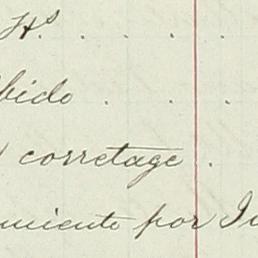 Hs. . . . .
bido . . .
corretage .
miento por